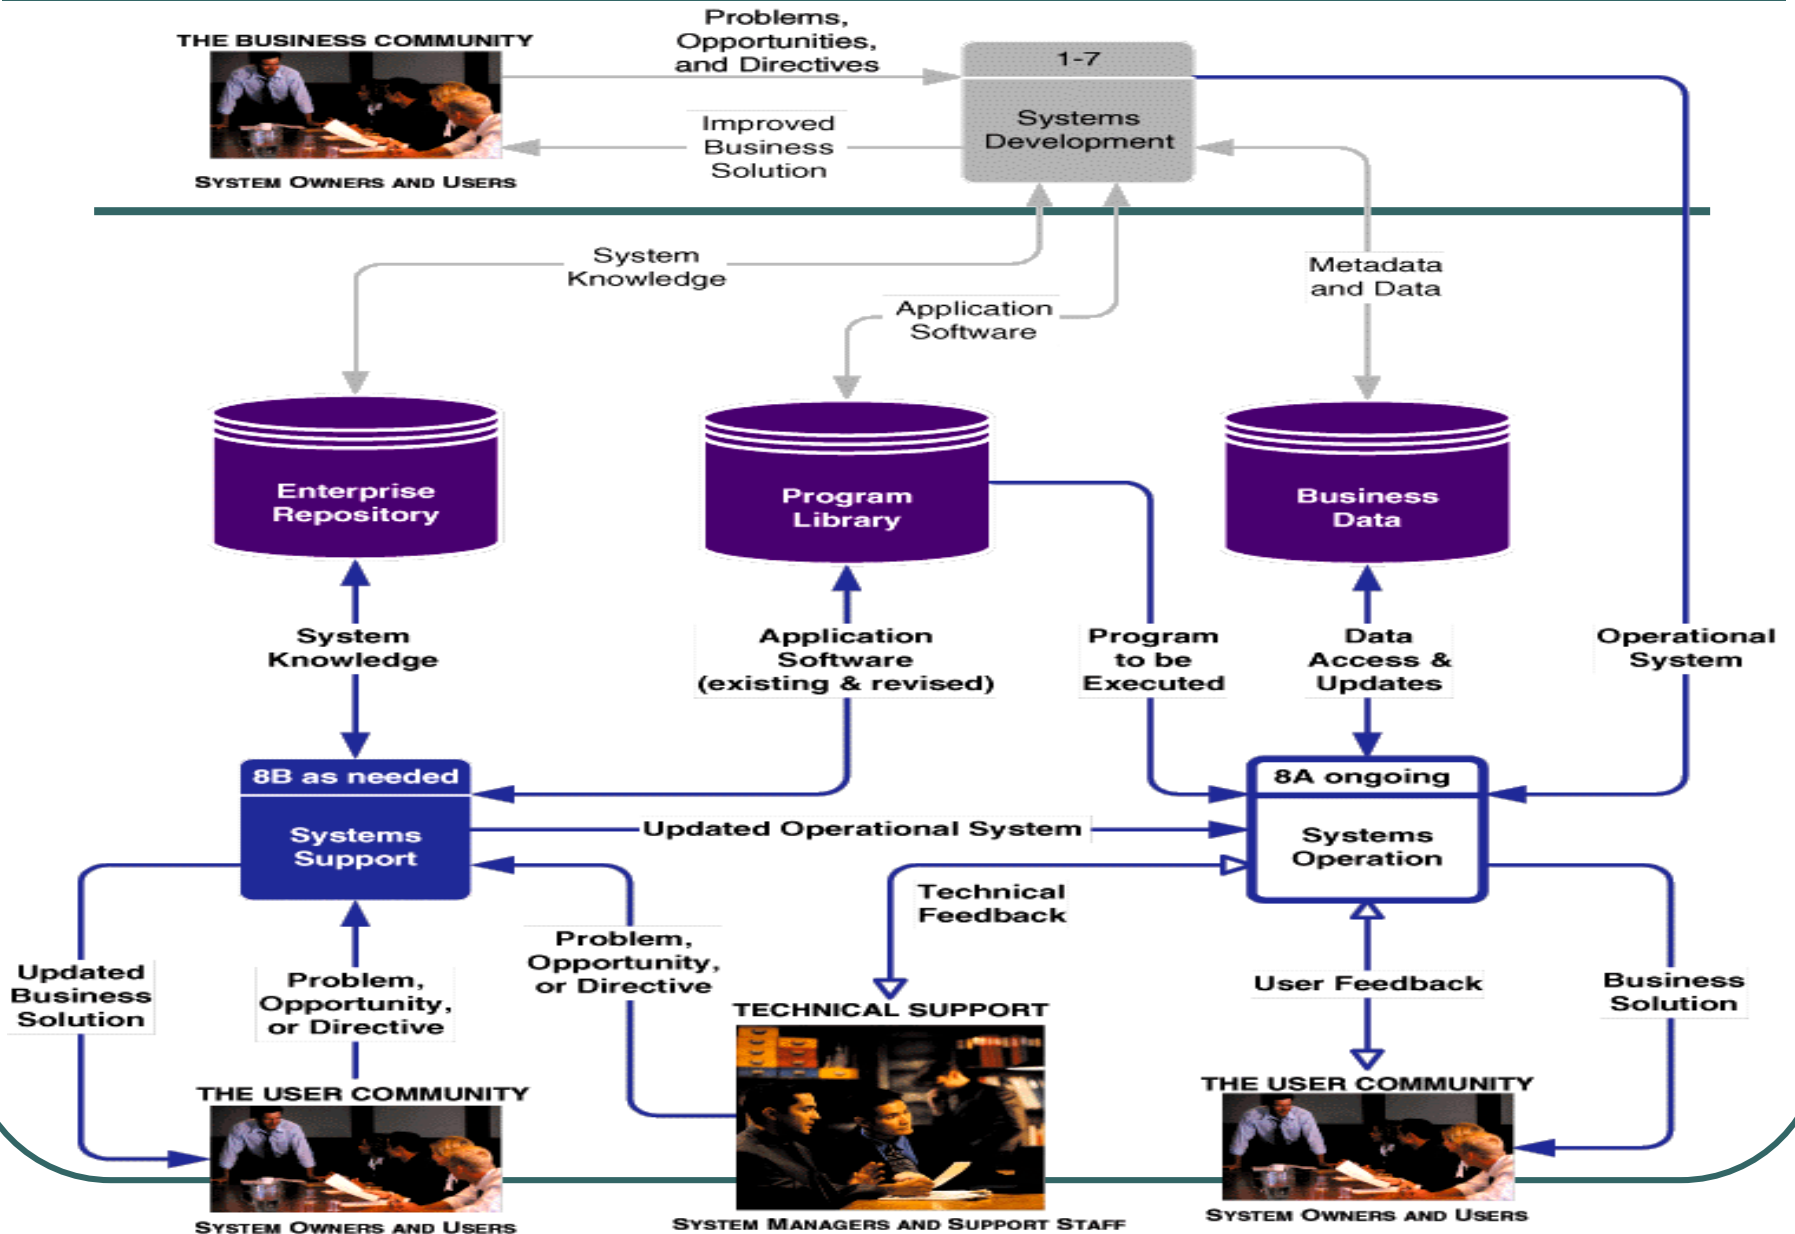 THE BUSINESS COMMUNITY
SYSTEM OWNERS AND USERS
Problems,
Opportunities,
and Directives
Improved
Business
Solution
1-7
Systems
Development
System
Knowledge
Application
Software
Metadata
and Data
Enterprise
Repository
Program
Library
Business
Data
System
Knowledge
Application
Software
(existing & revised)
Program
to be
Executed
Data
Access &
Updates
Operational
System
8B as needed
Systems
Support
Updated Operational System
8A ongoing
Systems
Operation
Technical
Feedback
Updated
Business
Solution
Problem,
Opportunity,
or Directive
Problem,
Opportunity,
or Directive
User Feedback
Business
Solution
THE USER COMMUNITY
SYSTEM OWNERS AND USERS
TECHNICAL SUPPORT
SYSTEM MANAGERS AND SUPPORT STAFF
THE USER COMMUNITY
SYSTEM OWNERS AND USERS